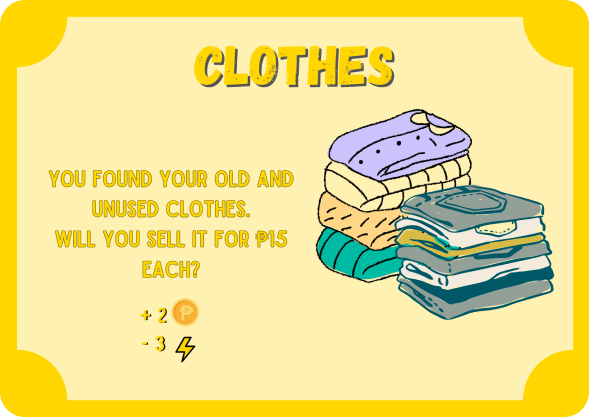 CLOTHES
YOU FOUND YOUR OLD AND
UNUSED CLOTHES.
WILL YOU SELL IT FOR ₱15
EACH?
+ 2 ₱
- 3